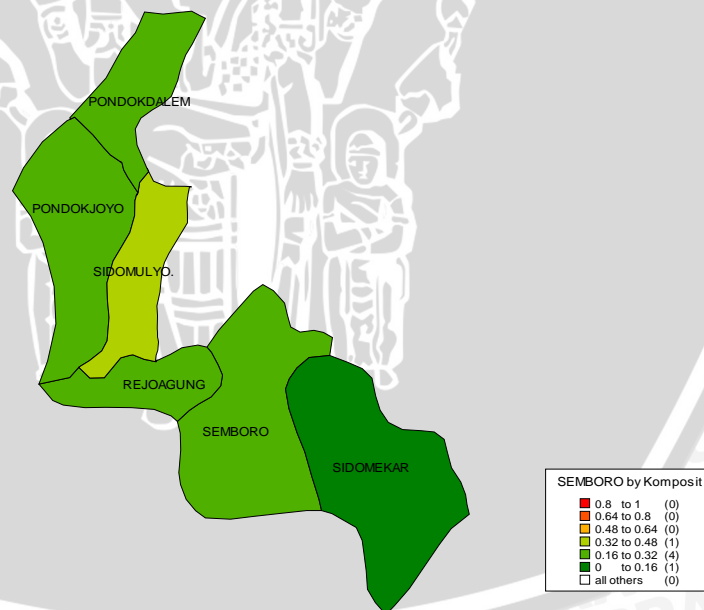 PONDOKDALEM
PONDOKJOYO
SIDOMULYO.
REJOAGUNG
SEMBORO
SIDOMEKAR
SEMBORO by Komposit
0.8 to 1 (0)
0.64 to 0.8 (0)
0.48 to 0.64 (0)
0.32 to 0.48 (1)
0.16 to 0.32 (4)
0 to 0.16 (1)
all others (0)